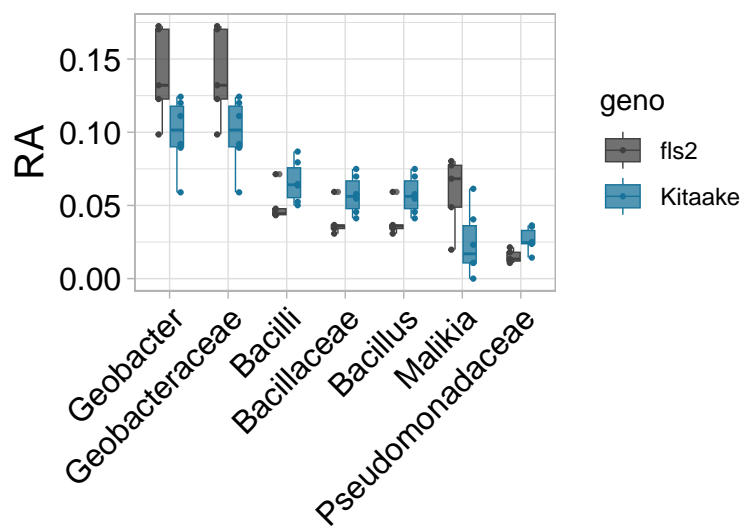 RA
0.15
0.10
0.05
0.00
Geobacter
Geobacteraceae
Bacilli
Bacillaceae
Bacillus
Malikia
Pseudomonadaceae
geno
fls2
Kitaake